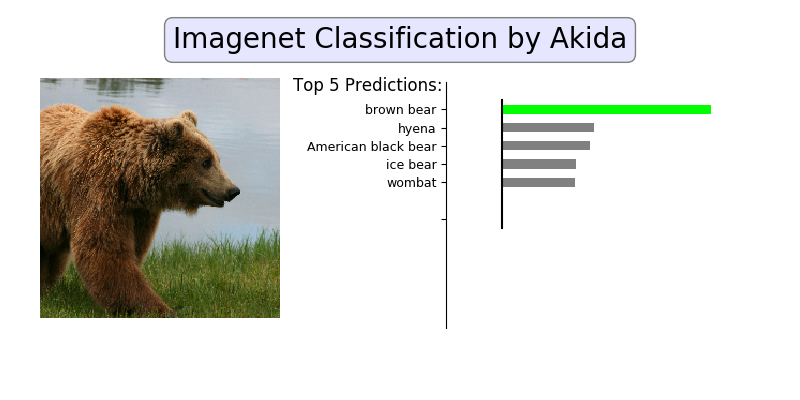 Imagenet Classification by Akida
Top 5 Predictions:
brown bear
hyena
American black bear
ice bear
wombat